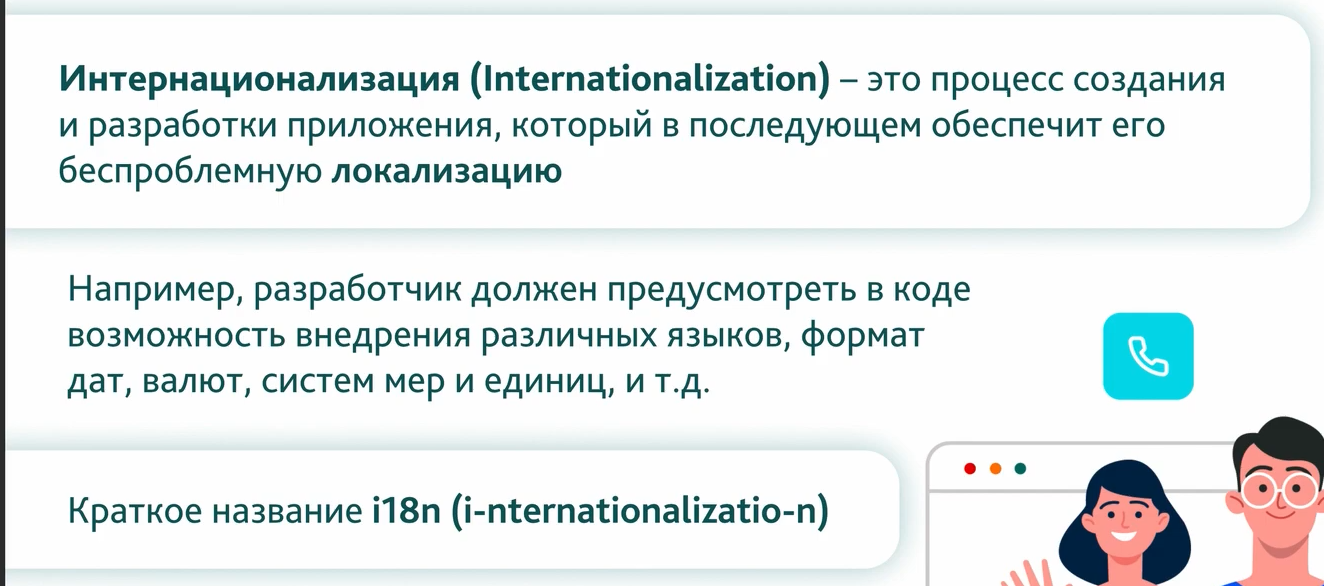 Интернационализация (Internationalization) – это процесс создания
и разработки приложения, который в последующем обеспечит его
беспроблемную локализацию
Например, разработчик должен предусмотреть в коде
возможность внедрения различных языков, формат
дат, валют, систем мер и единиц, и т.д.
Краткое название i18n (i-nternationalizatio-n)